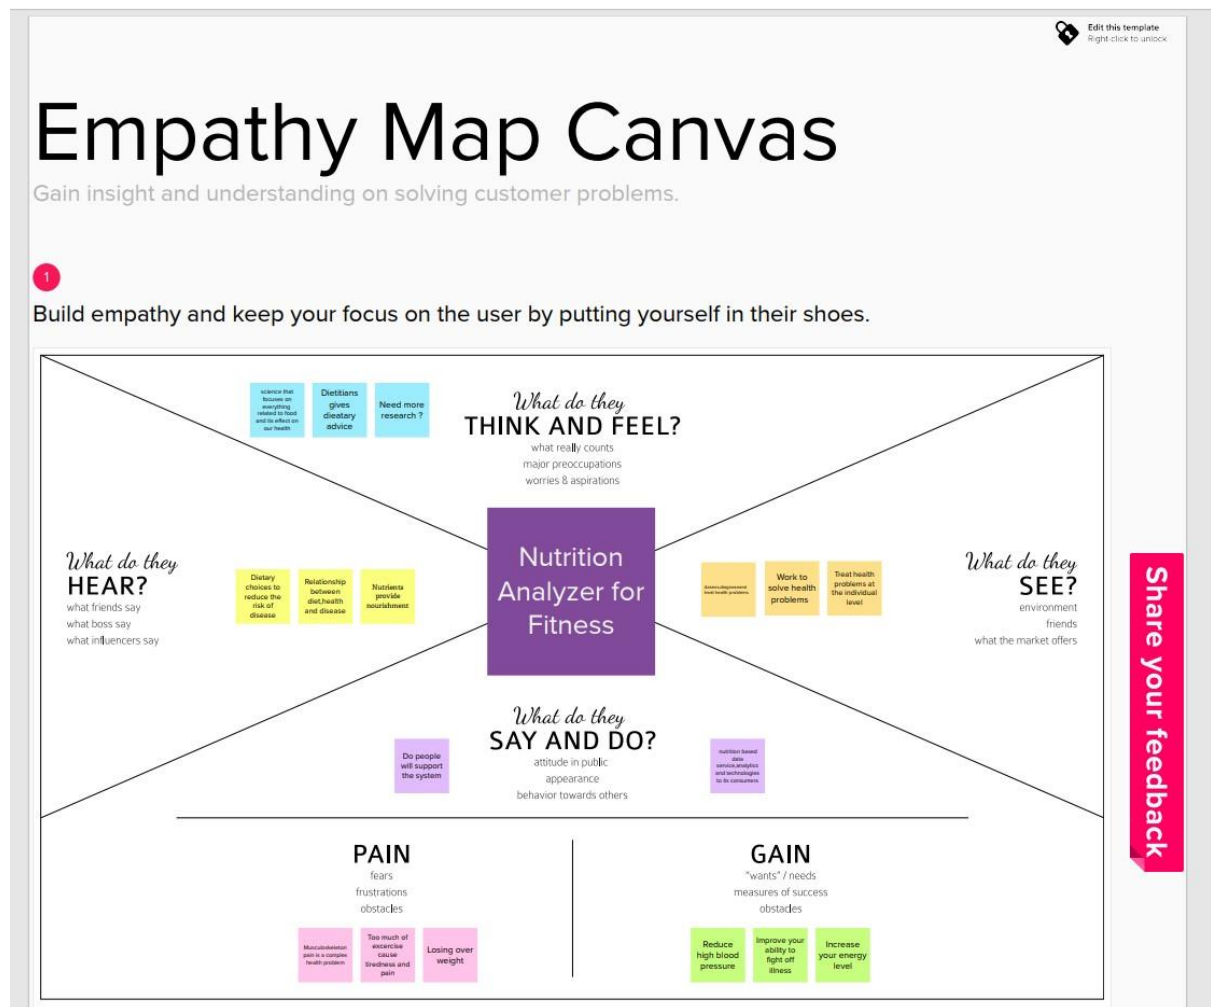 Edit this template
Right-click to unlock
Empathy Map Canvas
Gain insight and understanding on solving customer problems.
1
Build empathy and keep your focus on the user by putting yourself in their shoes.
science that
focuses on
everything
related to food
and its effect on
our health
Dietitians
gives
dieatary
advice
Need more
research ?
What do they
THINK AND FEEL?
what really counts
major preoccupations
worries & aspirations
What do they
HEAR?
what friends say
what boss say
what influencers say
Dietary
choices to
reduce the
risk of
disease
Relationship
between
diet,health
and disease
Nutrients
provide
nourishment
Nutrition
Analyzer for
Fitness
treat health problems
Work to
solve health
problems
Treat health
problems at
the individual
level
What do they
SEE?
environment
friends
what the market offers
Share your feedback
What do they
SAY AND DO?
attitude in public
appearance
behavior towards others
Do people
will support
the system
nutrition based
data
service,analytics
and technologies
to its consumers
PAIN
fears
frustrations
obstacles
Musculoskeleton
pain is a complex
health problem
Too much of
excercise
cause
tiredness and
pain
Losing over
weight
GAIN
"wants" / needs
measures of success
obstacles
Reduce
high blood
pressure
Improve your
ability to
fight off
illness
Increase
your energy
level